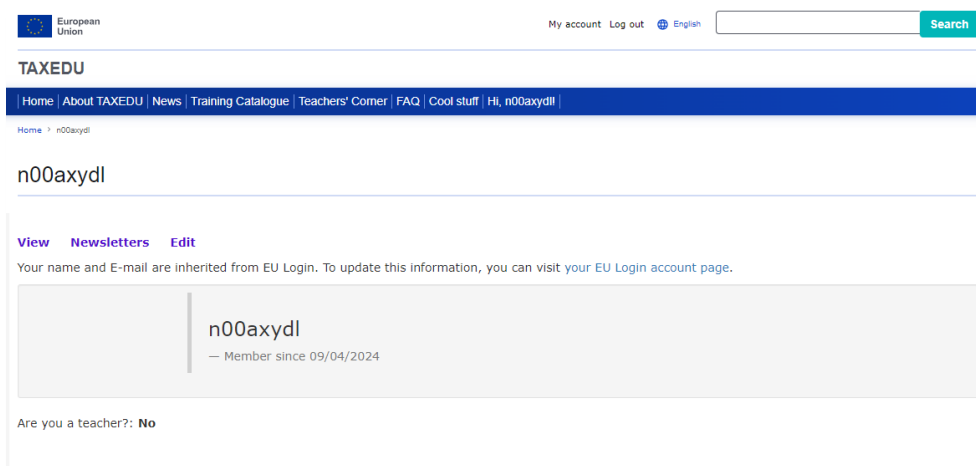 European
Union
My account Log out English Search
TAXEDU
Home About TAXEDU News Training Catalogue Teachers' Corner FAQ Cool stuff Hi, n00axydl!
Home > n00axydl
n00axydl
View Newsletters Edit
Your name and E-mail are inherited from EU Login. To update this information, you can visit your EU Login account page.
n00axydl
— Member since 09/04/2024
Are you a teacher?: No